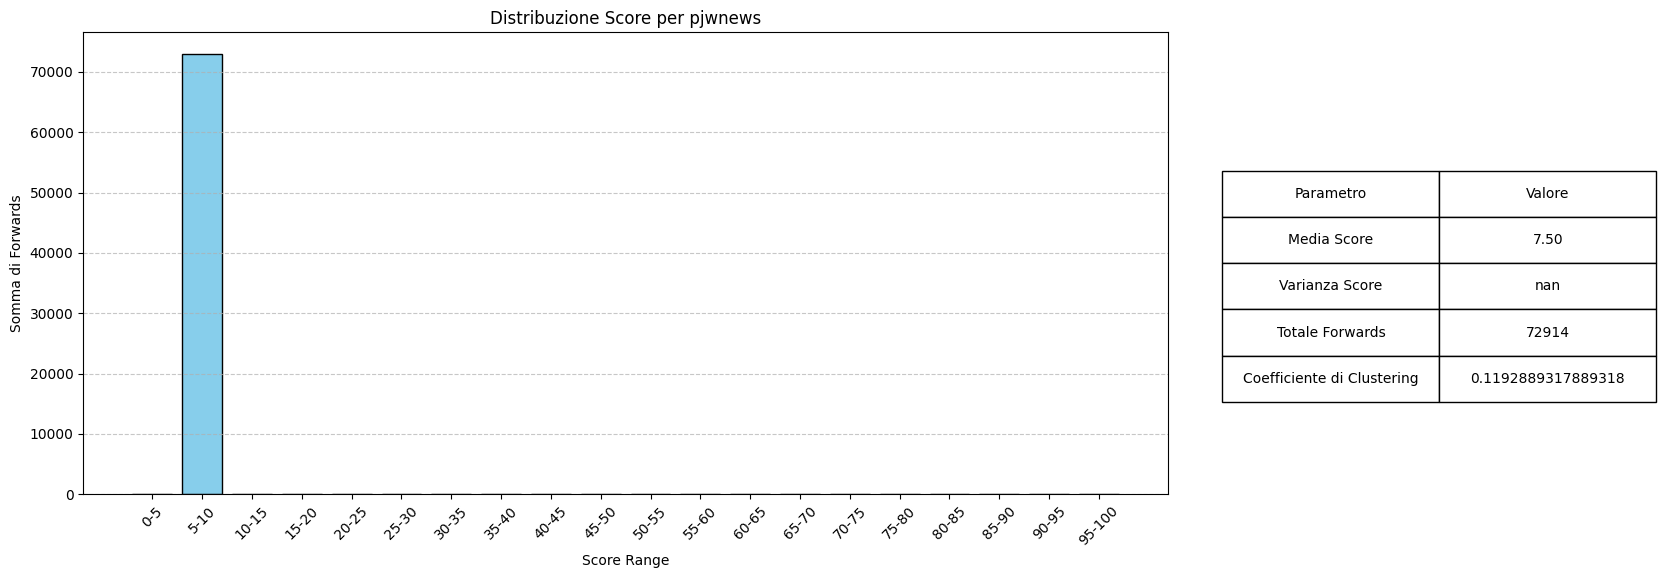 Distribuzione Score per pjwnews
Somma di Forwards
70000
60000
50000
40000
30000
20000
10000
0
0-5 5-10 10-15 15-20 20-25 25-30 30-35 35-40 40-45 45-50 50-55 55-60 60-65 65-70 70-75 75-80 80-85 85-90 90-95 95-100
Score Range
Parametro Valore
Media Score 7.50
Varianza Score nan
Totale Forwards 72914
Coefficiente di Clustering 0.1192889317889318